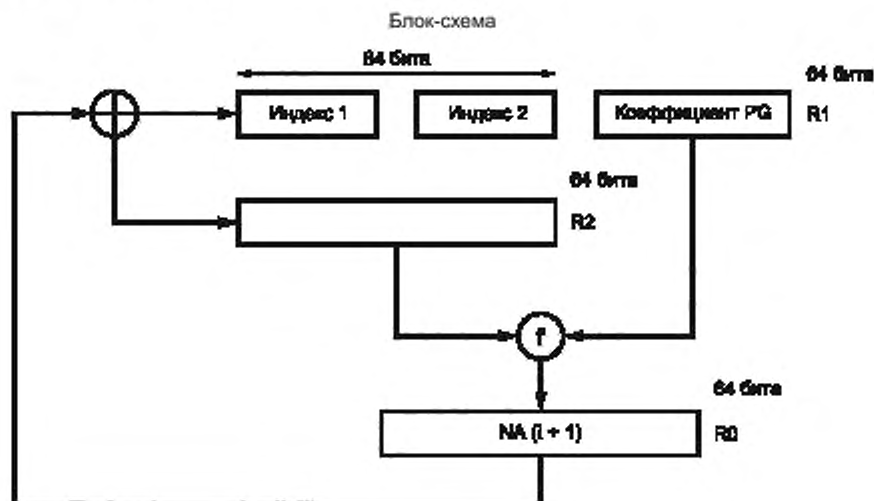 Блок-схема
64 бита
64 бита
Индекс 1
Индекс 2
Коэффициент PG
R1
64 бита
R2
f
64 бита
NA (i + 1)
R0